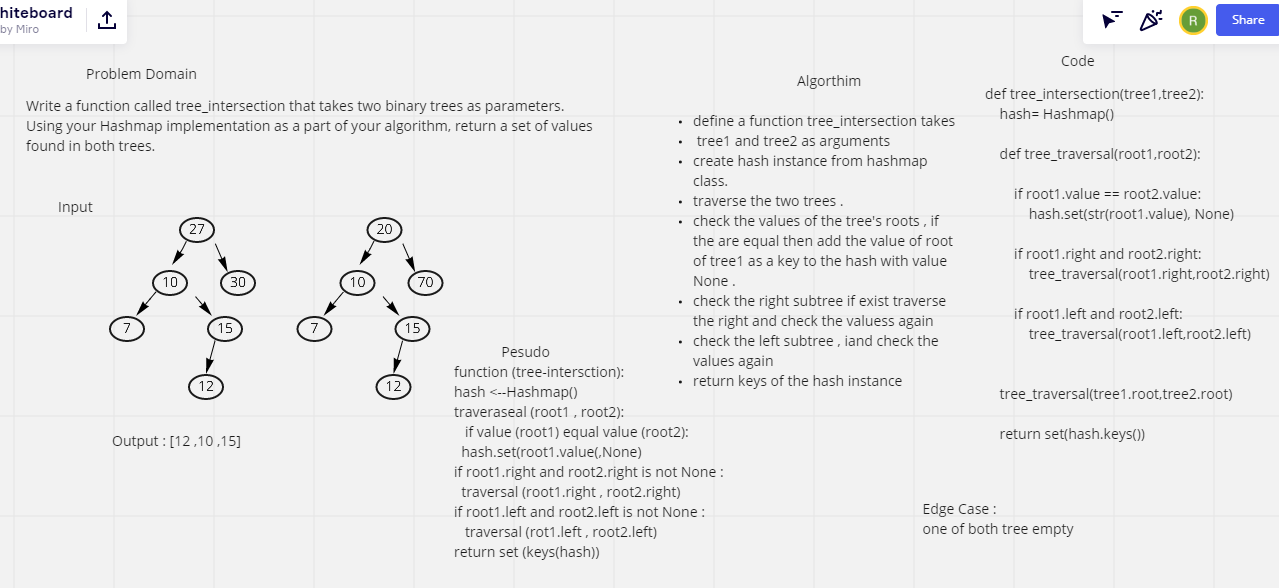 hiteboard
by Miro
R
Share
Problem Domain
Write a function called tree_intersection that takes two binary trees as parameters.
Using your Hashmap implementation as a part of your algorithm, return a set of values
found in both trees.
Input
27
10
30
7
15
12
20
10
70
7
15
12
Output : [12 ,10 ,15]
Pesudo
function (tree-intersction):
hash <--Hashmap()
traveraseal (root1 , root2):
if value (root1) equal value (root2):
hash.set(root1.value(,None)
if root1.right and root2.right is not None :
traversal (root1.right , root2.right)
if root1.left and root2.left is not None :
traversal (rot1.left , root2.left)
return set (keys(hash))
Algorthim
• define a function tree_intersection takes
• tree1 and tree2 as arguments
• create hash instance from hashmap
class.
• traverse the two trees .
• check the values of the tree's roots , if
the are equal then add the value of root
of tree1 as a key to the hash with value
None .
• check the right subtree if exist traverse
the right and check the valuess again
• check the left subtree , iand check the
values again
• return keys of the hash instance
Code
def tree_intersection(tree1,tree2):
hash= Hashmap()
def tree_traversal(root1,root2):
if root1.value == root2.value:
hash.set(str(root1.value), None)
if root1.right and root2.right:
tree_traversal(root1.right,root2.right)
if root1.left and root2.left:
tree_traversal(root1.left,root2.left)
tree_traversal(tree1.root,tree2.root)
return set(hash.keys())
Edge Case :
one of both tree empty